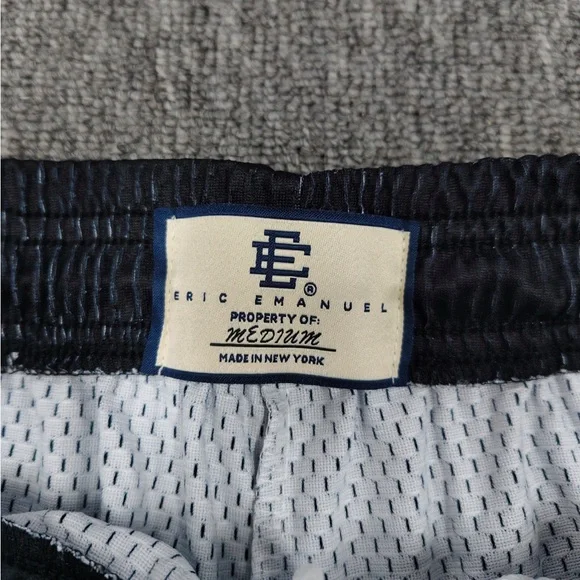 EE®
ERIC EMANUEL
PROPERTY OF:
MEDIUM
MADE IN NEW YORK